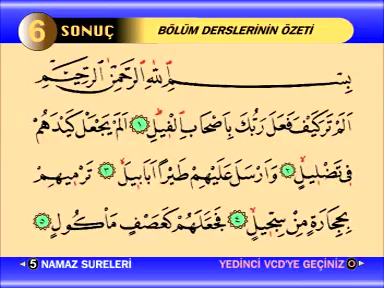 6 SONUÇ BÖLÜM DERSLERİNİN ÖZETİ
بِسْمِ اللّٰهِ الرَّحْمٰنِ الرَّحِيمِ
اَلَمْ تَرَ كَيْفَ فَعَلَ رَبُّكَ بِاَصْحَابِ الْفِيلِ ١ اَلَمْ يَجْعَلْ كَيْدَهُمْ
فِى تَضْلِيلٍ ٢ وَاَرْسَلَ عَلَيْهِمْ طَيْرًا اَبَابِيلَ ٣ تَرْمِيهِمْ
بِحِجَارَةٍ مِنْ سِجِّيلٍ ٤ فَجَعَلَهُمْ كَعَصْفٍ مَاْكُولٍ ٥
5 NAMAZ SURELERİ YEDİNCİ VCD'YE GEÇİNİZ